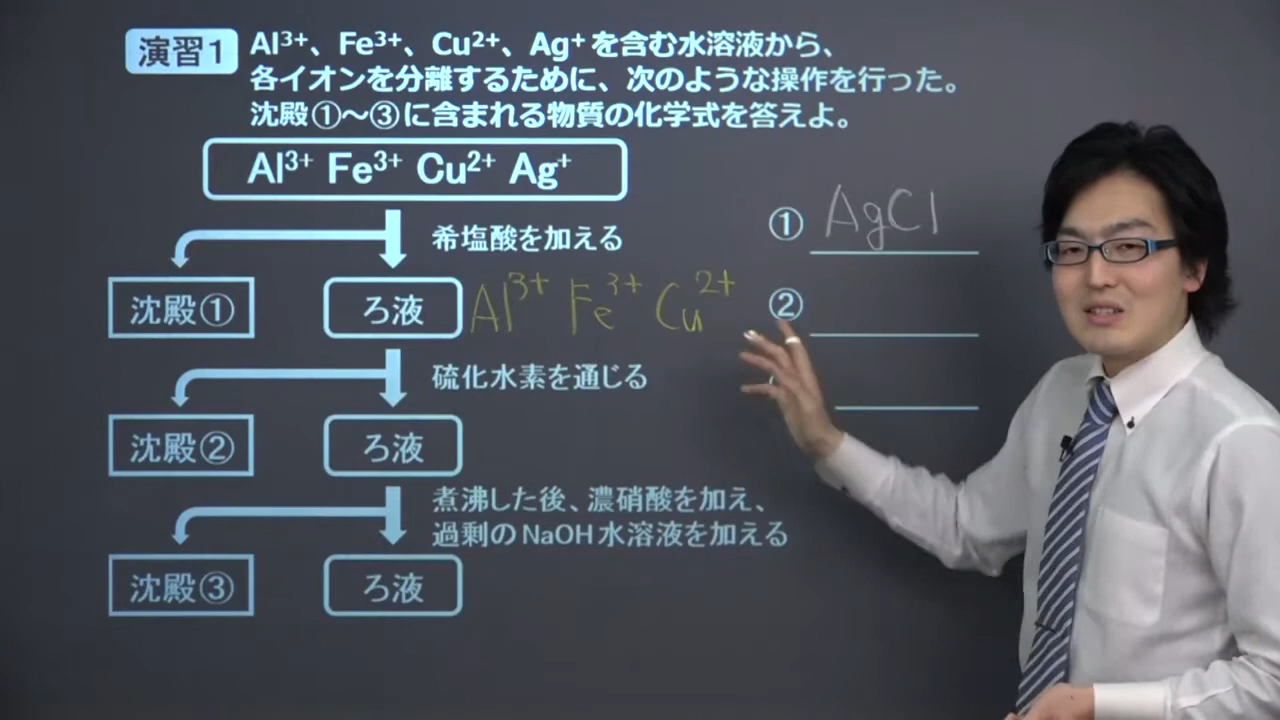 演習1
Al³⁺、Fe³⁺、Cu²⁺、Ag⁺を含む水溶液から、
各イオンを分離するために、次のような操作を行った。
沈殿①～③に含まれる物質の化学式を答えよ。
Al³⁺ Fe³⁺ Cu²⁺ Ag⁺
希塩酸を加える
① AgCl
沈殿①
ろ液
Al³⁺ Fe³⁺ Cu²⁺
②
硫化水素を通じる
沈殿②
ろ液
煮沸した後、濃硝酸を加え、
過剰のNaOH水溶液を加える
沈殿③
ろ液